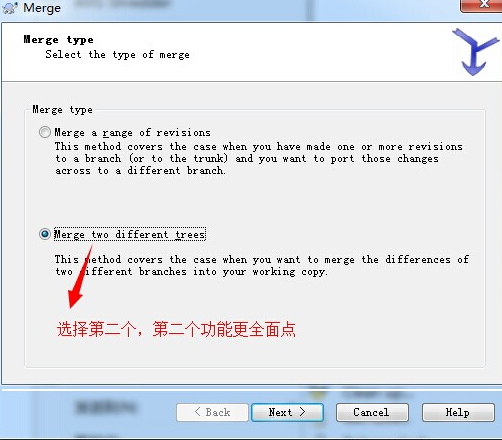 Merge
Merge type
Select the type of merge
Merge type
Merge a range of revisions
This method covers the case when you have made one or more revisions
to a branch (or to the trunk) and you want to port those changes
across to a different branch.
Merge two different trees
This method covers the case when you want to merge the differences of
two different branches into your working copy.
选择第二个，第二个功能更全面点
< Back
Next >
Cancel
Help